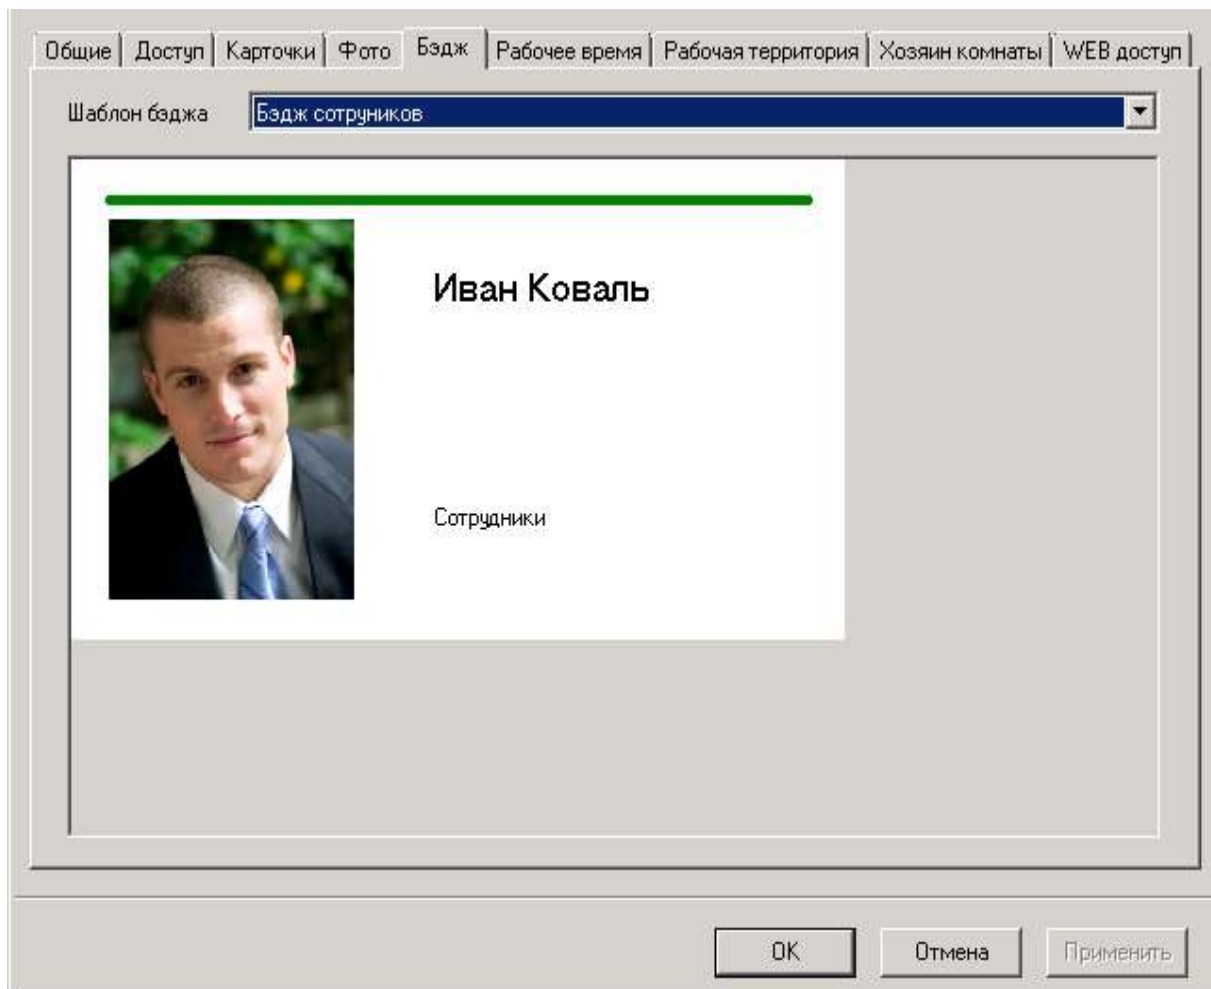 Общие Доступ Карточки Фото Бэдж Рабочее время Рабочая территория Хозяин комнаты WEB доступ
Шаблон бэджа Бэдж сотруников
Иван Коваль
Сотрудники
OK Отмена Применить